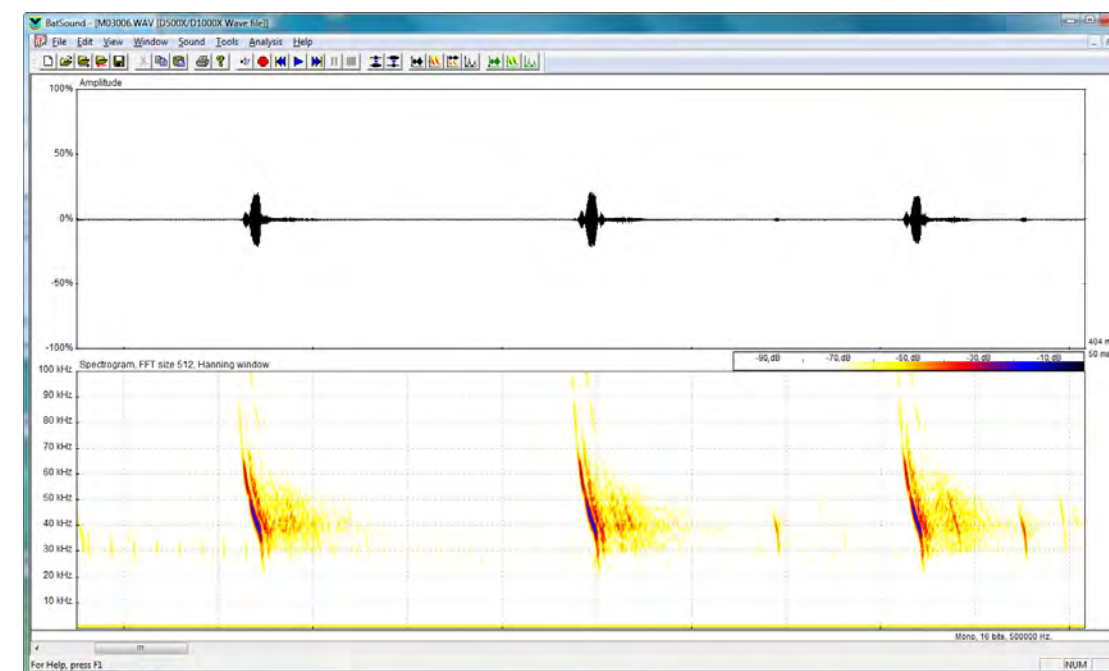 BatSound - [M03006.WAV [D500X/D1000X Wave file]]
File Edit View Window Sound Tools Analysis Help
Amplitude
100%
50%
0%
-50%
-100%
404 m
50 ms
Spectrogram, FFT size 512, Hanning window
-90 dB -70 dB -50 dB -30 dB -10 dB
100 kHz
90 kHz
80 kHz
70 kHz
60 kHz
50 kHz
40 kHz
30 kHz
20 kHz
10 kHz
Mono, 16 bits, 500000 Hz.
For Help, press F1
NUM